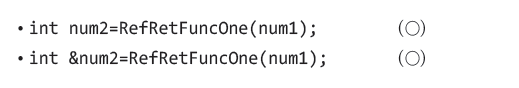 • int num2=RefRetFuncOne(num1); (○)
• int &num2=RefRetFuncOne(num1); (○)